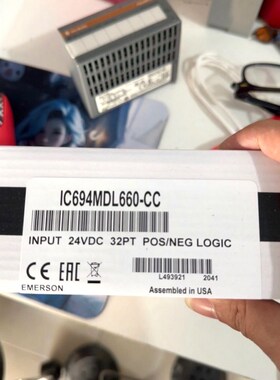 IC694MDL660-CC
INPUT 24VDC 32PT POS/NEG LOGIC
CE EAC
L493921 2041
EMERSON
Assembled in USA